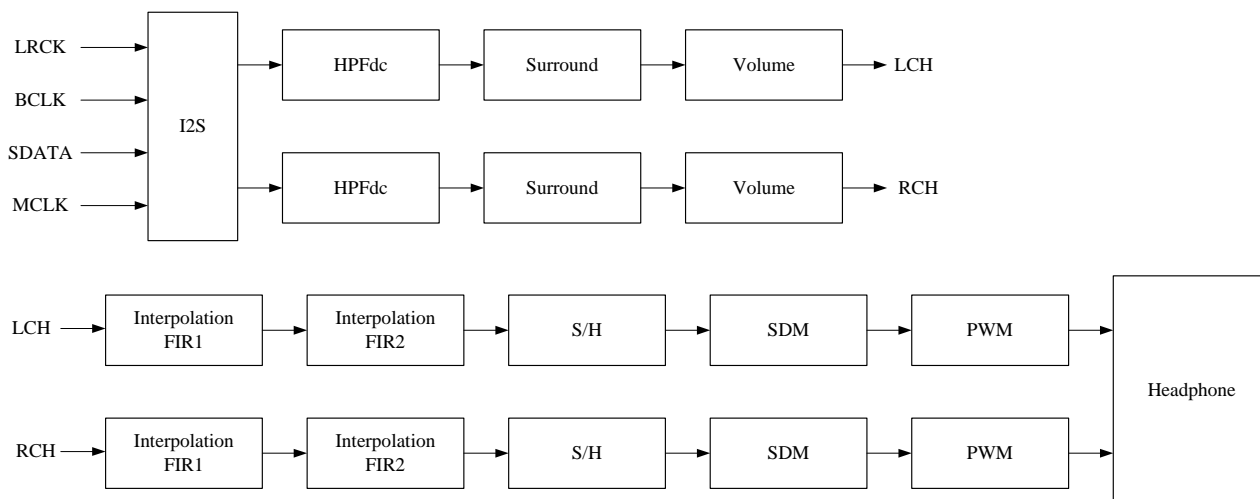 LRCK
BCLK
SDATA
MCLK
I2S
HPFdc
Surround
Volume
LCH
HPFdc
Surround
Volume
RCH
LCH
Interpolation
FIR1
Interpolation
FIR2
S/H
SDM
PWM
Headphone
RCH
Interpolation
FIR1
Interpolation
FIR2
S/H
SDM
PWM